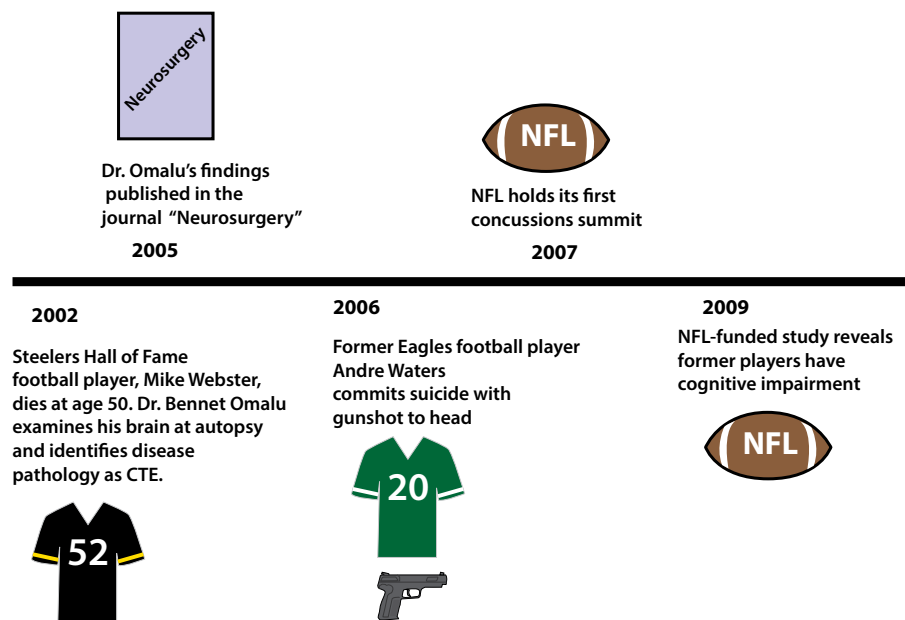 Neurosurgery
Dr. Omalu’s findings
published in the
journal “Neurosurgery”
2005
NFL
NFL holds its first
concussions summit
2007
2002
Steelers Hall of Fame
football player, Mike Webster,
dies at age 50. Dr. Bennet Omalu
examines his brain at autopsy
and identifies disease
pathology as CTE.
52
2006
Former Eagles football player
Andre Waters
commits suicide with
gunshot to head
20
2009
NFL-funded study reveals
former players have
cognitive impairment
NFL